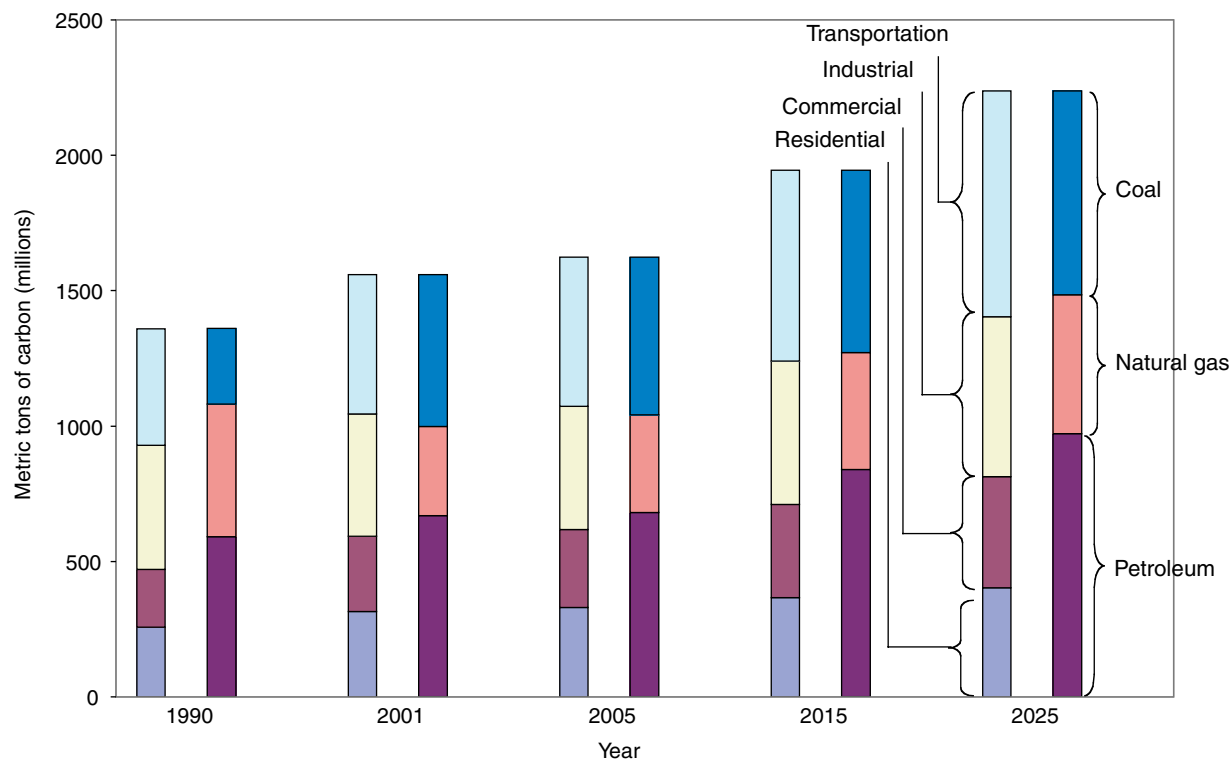 2500
2000
1500
1000
500
0
Metric tons of carbon (millions)
Transportation
Industrial
Commercial
Residential
Coal
Natural gas
Petroleum
1990
2001
2005
2015
2025
Year